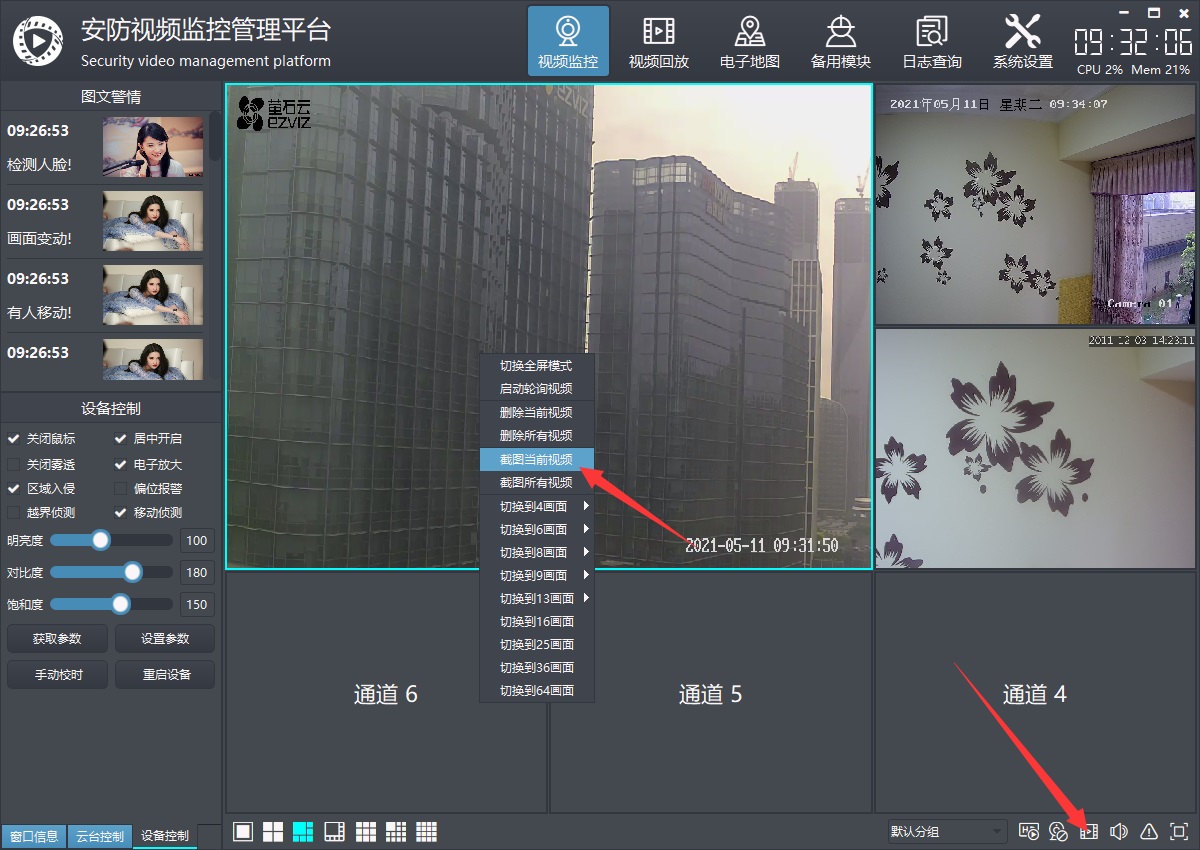 安防视频监控管理平台
Security video management platform
视频监控
视频回放
电子地图
备用模块
日志查询
系统设置
09:32:06
CPU 2% Mem 21%
图文警情
09:26:53
检测人脸!
09:26:53
画面变动!
09:26:53
有人移动!
09:26:53
设备控制
关闭鼠标
居中开启
关闭雾透
电子放大
区域入侵
偏位报警
越界侦测
移动侦测
明亮度
100
对比度
180
饱和度
150
获取参数
设置参数
手动校时
重启设备
窗口信息
云台控制
设备控制
萤石云
ezviz
2021-05-11 09:31:50
2021年05月11日 星期二 09:34:07
Camera 01
2011-12-03 14:23:11
切换全屏模式
启动轮询视频
删除当前视频
删除所有视频
截图当前视频
截图所有视频
切换到4画面
切换到6画面
切换到8画面
切换到9画面
切换到13画面
切换到16画面
切换到25画面
切换到36画面
切换到64画面
通道 6
通道 5
通道 4
默认分组